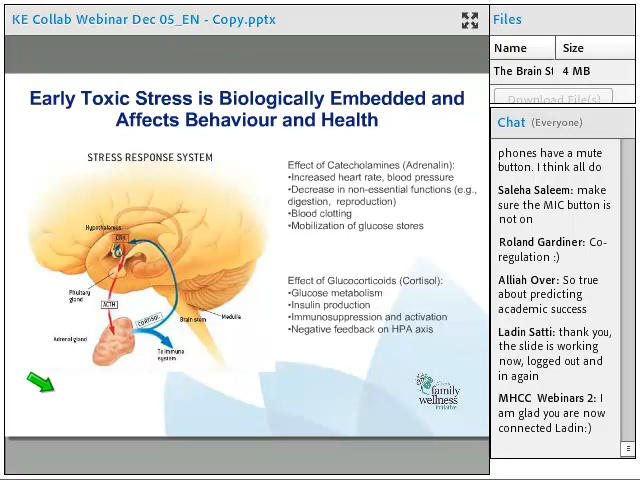 KE Collab Webinar Dec 05_EN - Copy.pptx
Early Toxic Stress is Biologically Embedded and
Affects Behaviour and Health
STRESS RESPONSE SYSTEM
Hypothalamus
CRH
Pituitary
gland
ACTH
CORTISOL
Adrenal gland
To immune
system
Brain stem
Medulla
Effect of Catecholamines (Adrenalin):
•Increased heart rate, blood pressure
•Decrease in non-essential functions (e.g.,
digestion, reproduction)
•Blood clotting
•Mobilization of glucose stores
Effect of Glucocorticoids (Cortisol):
•Glucose metabolism
•Insulin production
•Immunosuppression and activation
•Negative feedback on HPA axis
family
wellness
initiative
Files
Name Size
The Brain St 4 MB
Download File(s)
Chat (Everyone)
phones have a mute
button. I think all do
Saleha Saleem: make
sure the MIC button is
not on
Roland Gardiner: Co-
regulation :)
Alliah Over: So true
about predicting
academic success
Ladin Satti: thank you,
the slide is working
now, logged out and
in again
MHCC Webinars 2: I
am glad you are now
connected Ladin:)